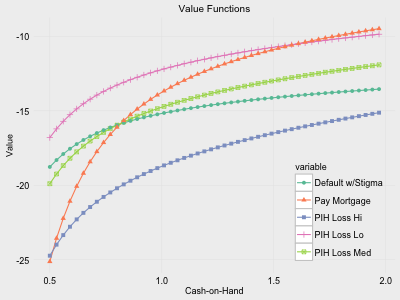 Value Functions
-10
-15
-20
-25
Value
variable
Default w/Stigma
Pay Mortgage
PIH Loss Hi
PIH Loss Lo
PIH Loss Med
0.5
1.0
1.5
2.0
Cash-on-Hand